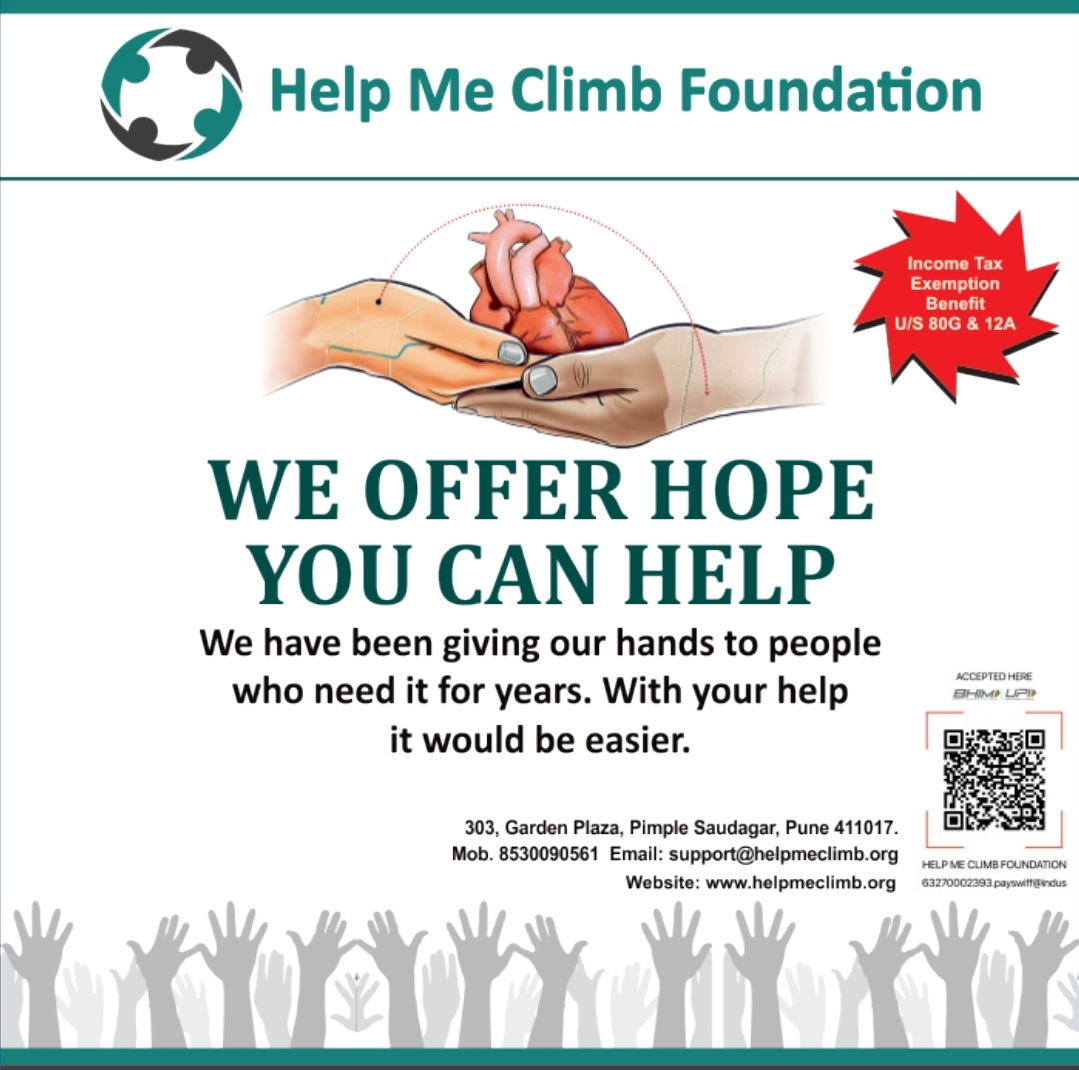 Help Me Climb Foundation
Income Tax
Exemption
Benefit
U/S 80G & 12A
WE OFFER HOPE
YOU CAN HELP
We have been giving our hands to people
who need it for years. With your help
it would be easier.
ACCEPTED HERE
BHIM UPI
303, Garden Plaza, Pimple Saudagar, Pune 411017.
Mob. 8530090561 Email: support@helpmeclimb.org
Website: www.helpmeclimb.org
HELP ME CLIMB FOUNDATION
63270002393.payswiff@indus